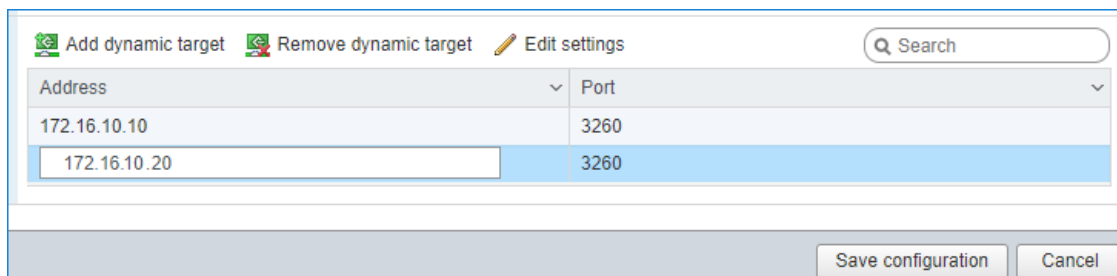 Add dynamic target Remove dynamic target Edit settings Search
Address Port
172.16.10.10 3260
172.16.10.20 3260
Save configuration Cancel